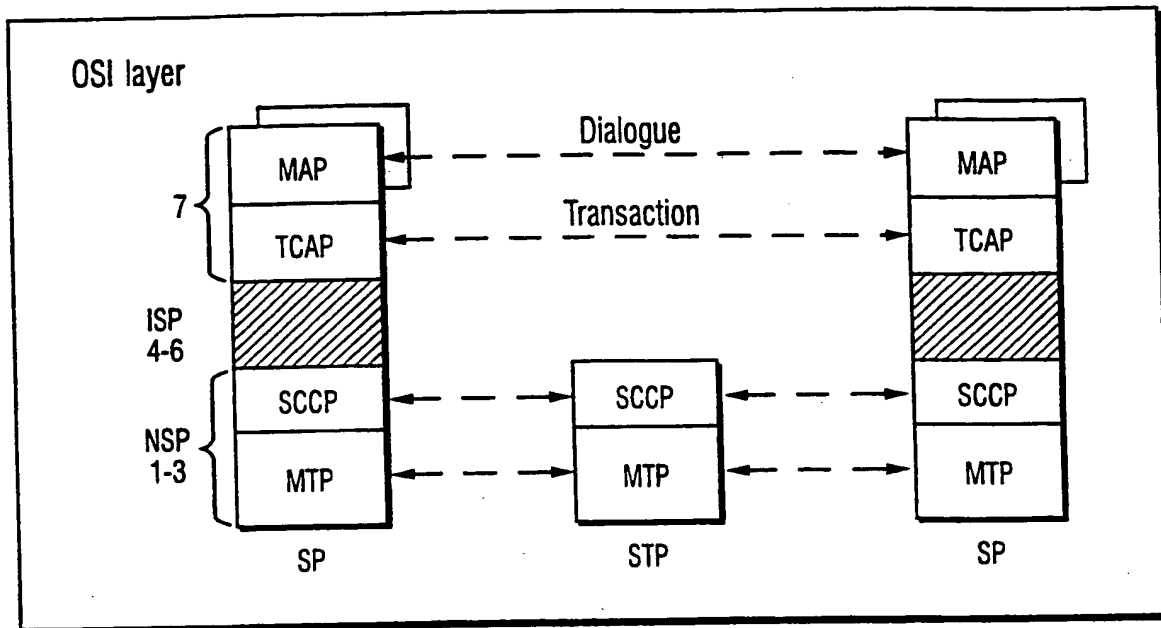 OSI layer
Dialogue
MAP
MAP
7
Transaction
TCAP
TCAP
ISP
4-6
SCCP
SCCP
SCCP
NSP
1-3
MTP
MTP
MTP
SP
STP
SP